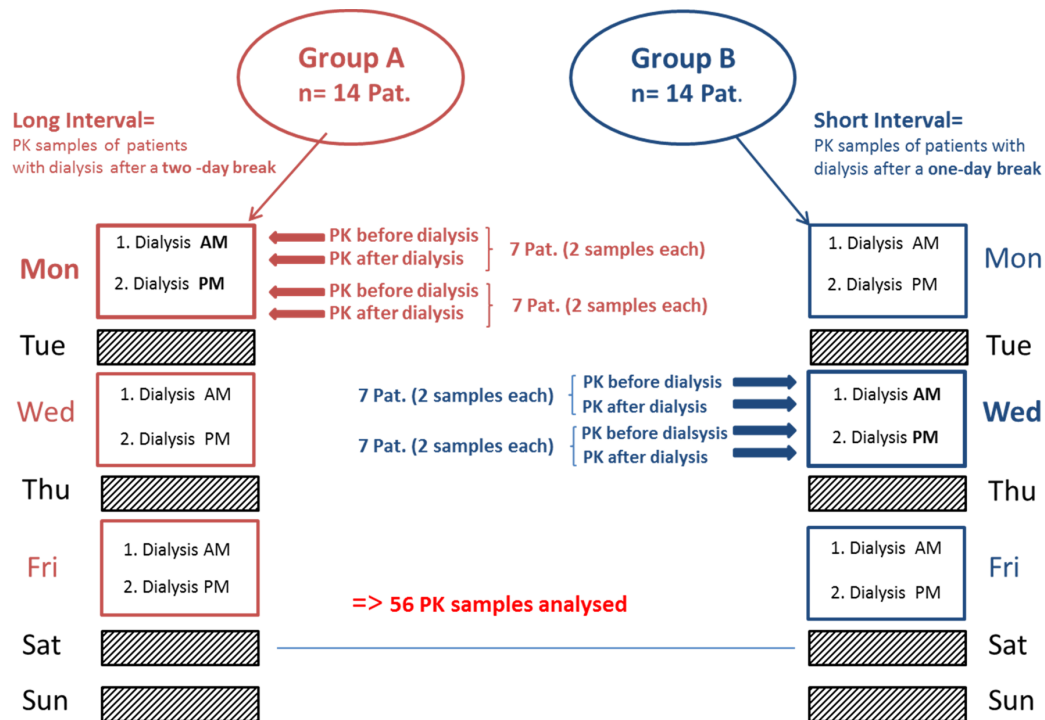 Group A
n= 14 Pat.
Group B
n= 14 Pat.
Long Interval=
PK samples of patients
with dialysis after a two -day break
Short Interval=
PK samples of patients with
dialysis after a one-day break
Mon
1. Dialysis AM
2. Dialysis PM
PK before dialysis
PK after dialysis
7 Pat. (2 samples each)
PK before dialysis
PK after dialysis
7 Pat. (2 samples each)
1. Dialysis AM
2. Dialysis PM
Mon
Tue
Tue
Wed
1. Dialysis AM
2. Dialysis PM
7 Pat. (2 samples each)
PK before dialysis
PK after dialysis
7 Pat. (2 samples each)
PK before dialsysis
PK after dialysis
1. Dialysis AM
2. Dialysis PM
Wed
Thu
Thu
Fri
1. Dialysis AM
2. Dialysis PM
=> 56 PK samples analysed
1. Dialysis AM
2. Dialysis PM
Fri
Sat
Sat
Sun
Sun